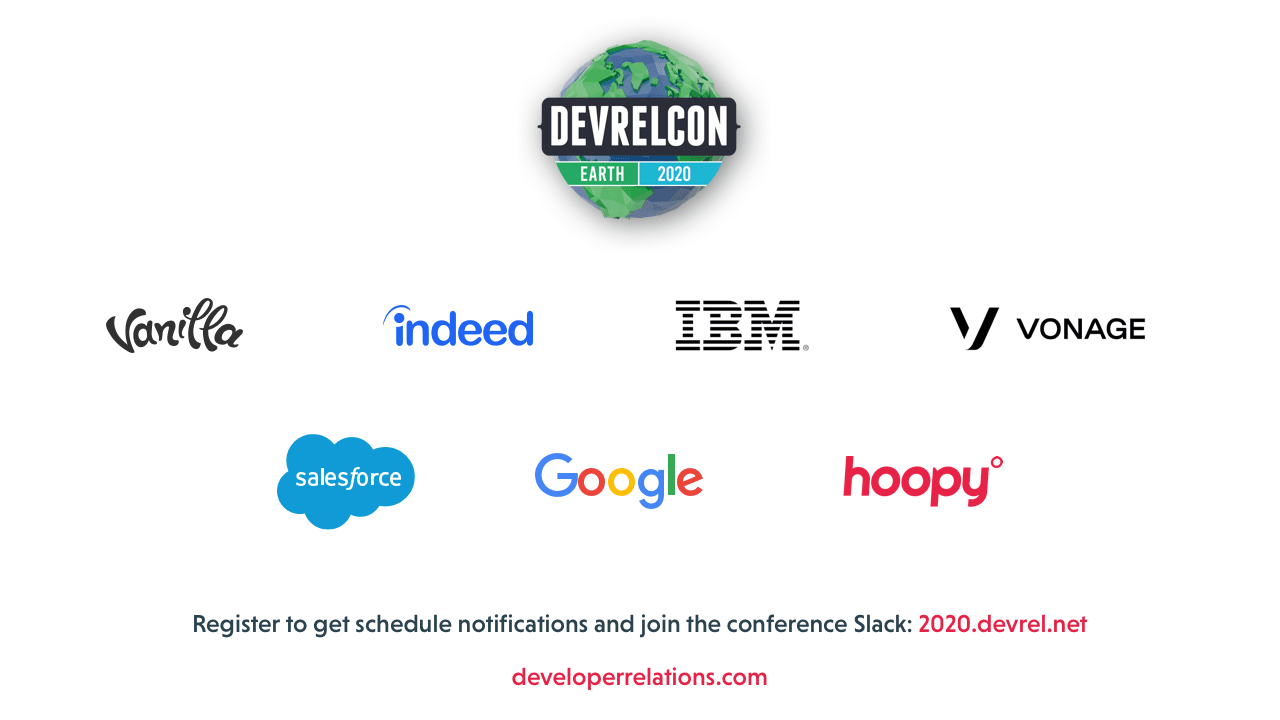 DEVRELCON
EARTH 2020
Vanilla
indeed
IBM®
VONAGE
salesforce
Google
hoopy
Register to get schedule notifications and join the conference Slack: 2020.devrel.net
developerrelations.com